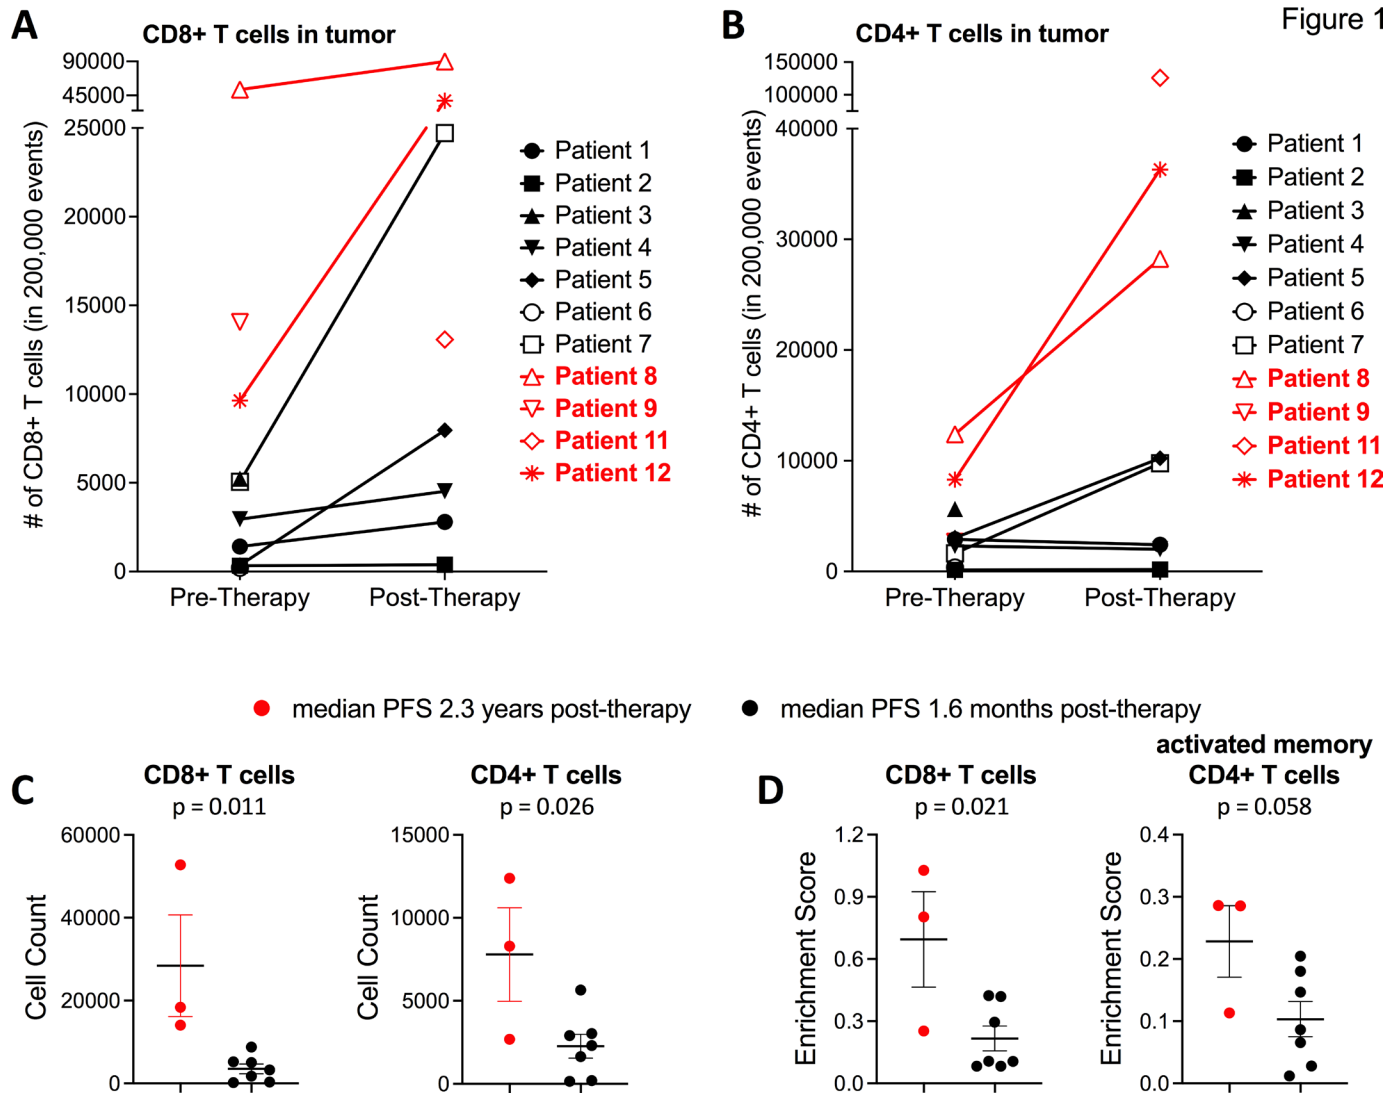 Figure 1
A
CD8+ T cells in tumor
# of CD8+ T cells (in 200,000 events)
90000
45000
25000
20000
15000
10000
5000
0
Pre-Therapy
Post-Therapy
Patient 1
Patient 2
Patient 3
Patient 4
Patient 5
Patient 6
Patient 7
Patient 8
Patient 9
Patient 11
Patient 12
B
CD4+ T cells in tumor
# of CD4+ T cells (in 200,000 events)
150000
100000
40000
30000
20000
10000
0
Pre-Therapy
Post-Therapy
Patient 1
Patient 2
Patient 3
Patient 4
Patient 5
Patient 6
Patient 7
Patient 8
Patient 9
Patient 11
Patient 12
median PFS 2.3 years post-therapy
median PFS 1.6 months post-therapy
C
CD8+ T cells
p = 0.011
Cell Count
60000
40000
20000
0
CD4+ T cells
p = 0.026
Cell Count
15000
10000
5000
0
D
CD8+ T cells
p = 0.021
Enrichment Score
1.2
0.9
0.6
0.3
0.0
activated memory
CD4+ T cells
p = 0.058
Enrichment Score
0.4
0.3
0.2
0.1
0.0